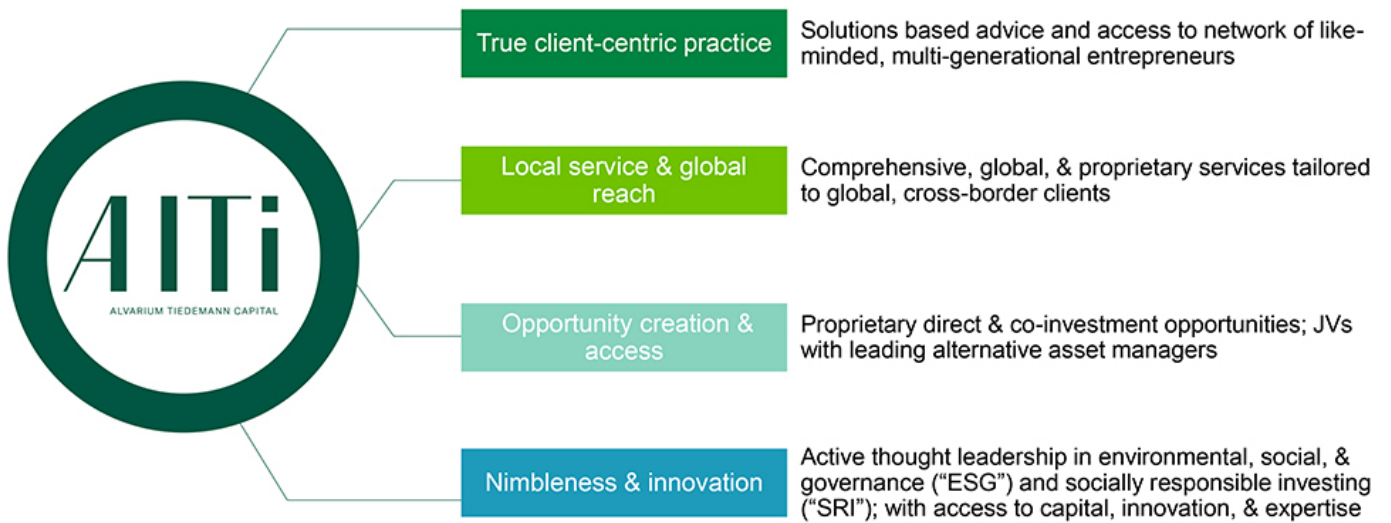 AlTi
ALVARIUM TIEDEMANN CAPITAL
True client-centric practice
Solutions based advice and access to network of like-
minded, multi-generational entrepreneurs
Local service & global
reach
Comprehensive, global, & proprietary services tailored
to global, cross-border clients
Opportunity creation &
access
Proprietary direct & co-investment opportunities; JVs
with leading alternative asset managers
Nimbleness & innovation
Active thought leadership in environmental, social, &
governance (“ESG”) and socially responsible investing
(“SRI”); with access to capital, innovation, & expertise